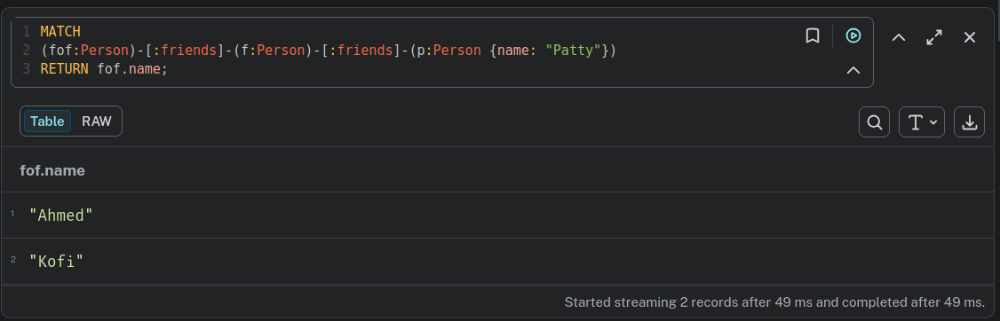 1 MATCH
2 (fof:Person)-[:friends]-(f:Person)-[:friends]-(p:Person {name: "Patty"})
3 RETURN fof.name;
Table RAW
T
fof.name
1 "Ahmed"
2 "Kofi"
Started streaming 2 records after 49 ms and completed after 49 ms.